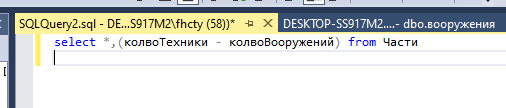 SQLQuery2.sql - DE...S917M2\fhcty (58))*
DESKTOP-SS917M2....- dbo.вооружения
select *,(колвоТехники - колвоВооружений) from Части